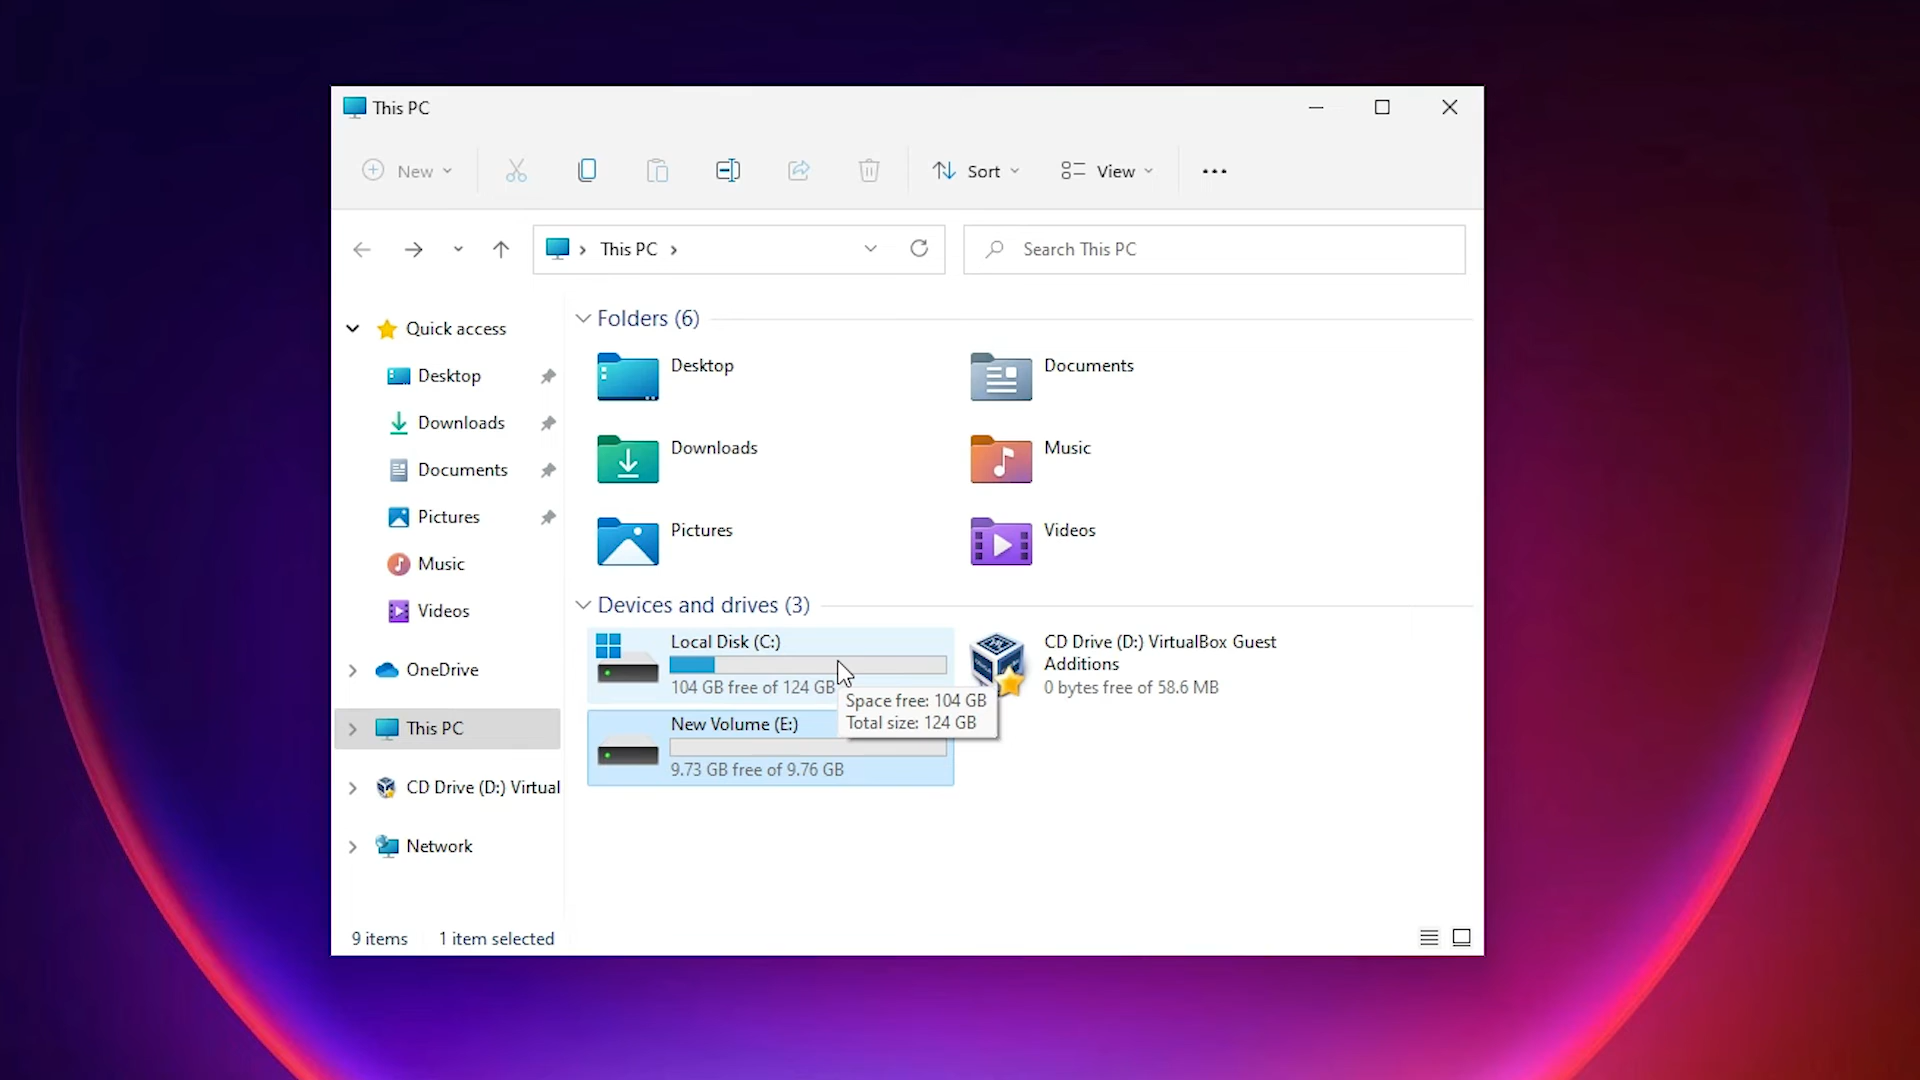 This PC
New
Sort
View
This PC
Search This PC
Quick access
Desktop
Downloads
Documents
Pictures
Music
Videos
OneDrive
This PC
CD Drive (D:) Virtual
Network
Folders (6)
Desktop
Documents
Downloads
Music
Pictures
Videos
Devices and drives (3)
Local Disk (C:)
104 GB free of 124 GB
CD Drive (D:) VirtualBox Guest
Additions
0 bytes free of 58.6 MB
Space free: 104 GB
Total size: 124 GB
New Volume (E:)
9.73 GB free of 9.76 GB
9 items
1 item selected